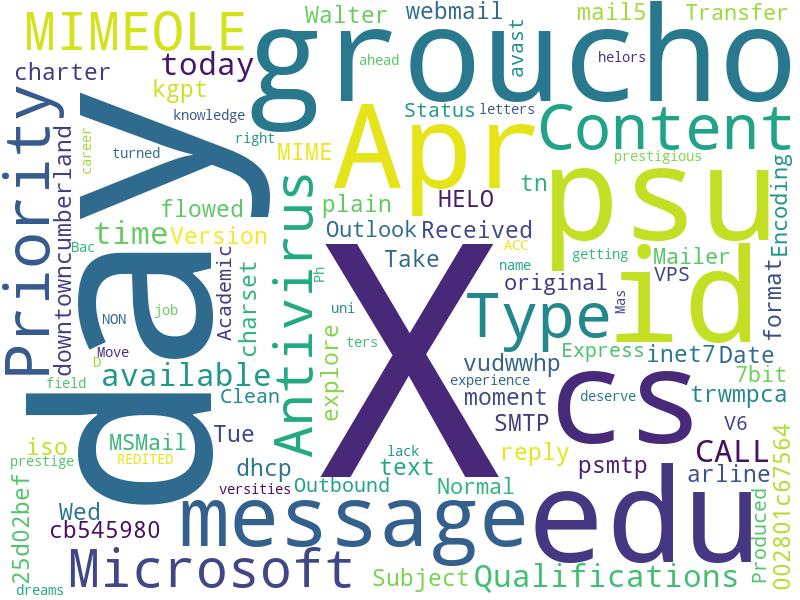 Walter webmail mail5 Transfer
MIMEOLE groucho
charter today ahead avast helors
kgpt Status letters Content
Priority knowledge right Apr
career turned MIME prestigious
downtowncumberland day HELO tn psu Encoding
flowed plain
time Version Outlook Received ACC getting Mailer
Bac Antivirus Ph Take name VPS
Academic charset X original id format
NON job uni Type Mas
Move explore ters Express inet7 Date
D available vudwwhp 7bit
field experience cs
Clean moment deserve trwmpca
MSMail Tue SMTP V6
iso REDITED lack reply CALL
prestige dhcp text psmtp arline
25d02bef versities Outbound Normal edu
Wed message Produced
cb545980 002801c67564
Microsoft Subject Qualifications
dreams